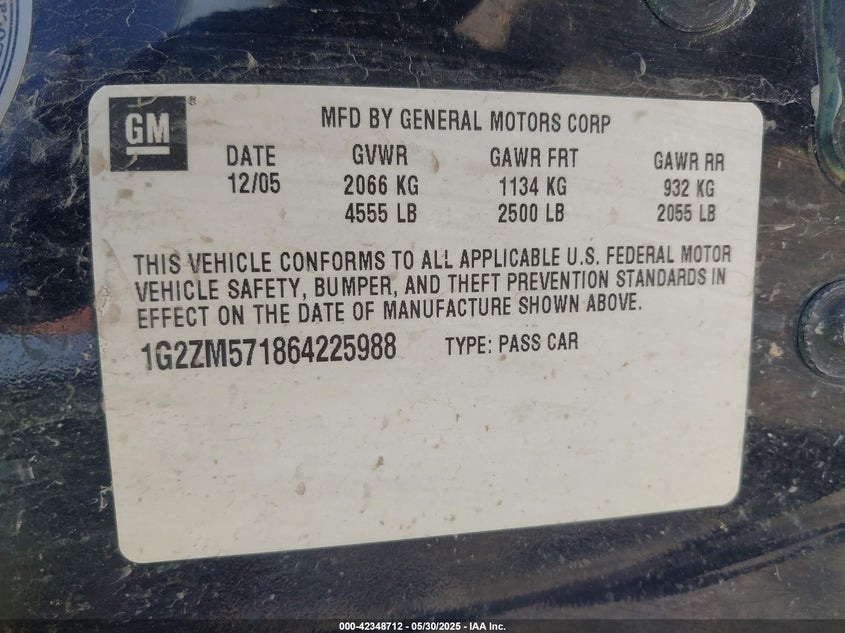 GM ®
MFD BY GENERAL MOTORS CORP
DATE GVWR GAWR FRT GAWR RR
12/05 2066 KG 1134 KG 932 KG
4555 LB 2500 LB 2055 LB
THIS VEHICLE CONFORMS TO ALL APPLICABLE U.S. FEDERAL MOTOR
VEHICLE SAFETY, BUMPER, AND THEFT PREVENTION STANDARDS IN
EFFECT ON THE DATE OF MANUFACTURE SHOWN ABOVE.
1G2ZM571864225988 TYPE: PASS CAR
000-42348712 - 05/30/2025 - IAA Inc.